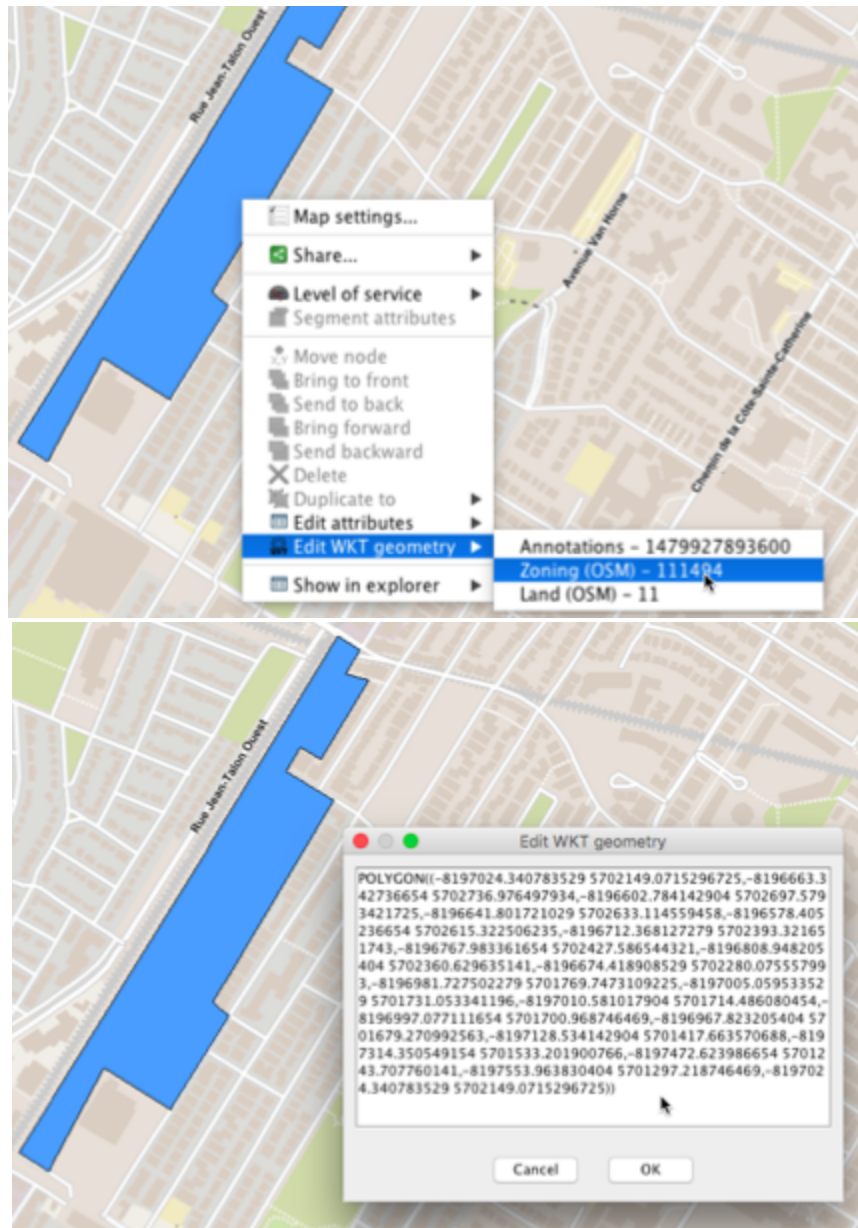 Rue Jean-Talon Ouest
Map settings...
Share...
Level of service
Segment attributes
Avenue Van Horne
Move node
Bring to front
Send to back
Bring forward
Send backward
Delete
Duplicate to
Edit attributes
Edit WKT geometry
Show in explorer
Chemin de la Côte-Sainte-Catherine
Annotations – 1479927893600
Zoning (OSM) – 111494
Land (OSM) – 11
Rue Jean-Talon Ouest
Edit WKT geometry
POLYGON((-8197024.340783529 5702149.0715296725,-8196663.3
42736654 5702736.976497934,-8196602.784142904 5702697.579
3421725,-8196641.801721029 5702633.114559458,-8196578.405
236654 5702615.322506235,-8196712.368127279 5702393.32165
1743,-8196767.983361654 5702427.586544321,-8196808.948205
404 5702360.629635141,-8196674.418908529 5702280.07555799
3,-8196981.727502279 5701769.7473109225,-8197005.05953352
9 5701731.053341196,-8197010.581017904 5701714.486080454,-
8196997.077111654 5701700.968746469,-8196967.823205404 57
01679.270992563,-8197128.534142904 5701417.663570688,-819
7314.350549154 5701533.201900766,-8197472.623986654 57012
43.707760141,-8197553.963830404 5701297.218746469,-819702
4.340783529 5702149.0715296725))
Cancel
OK